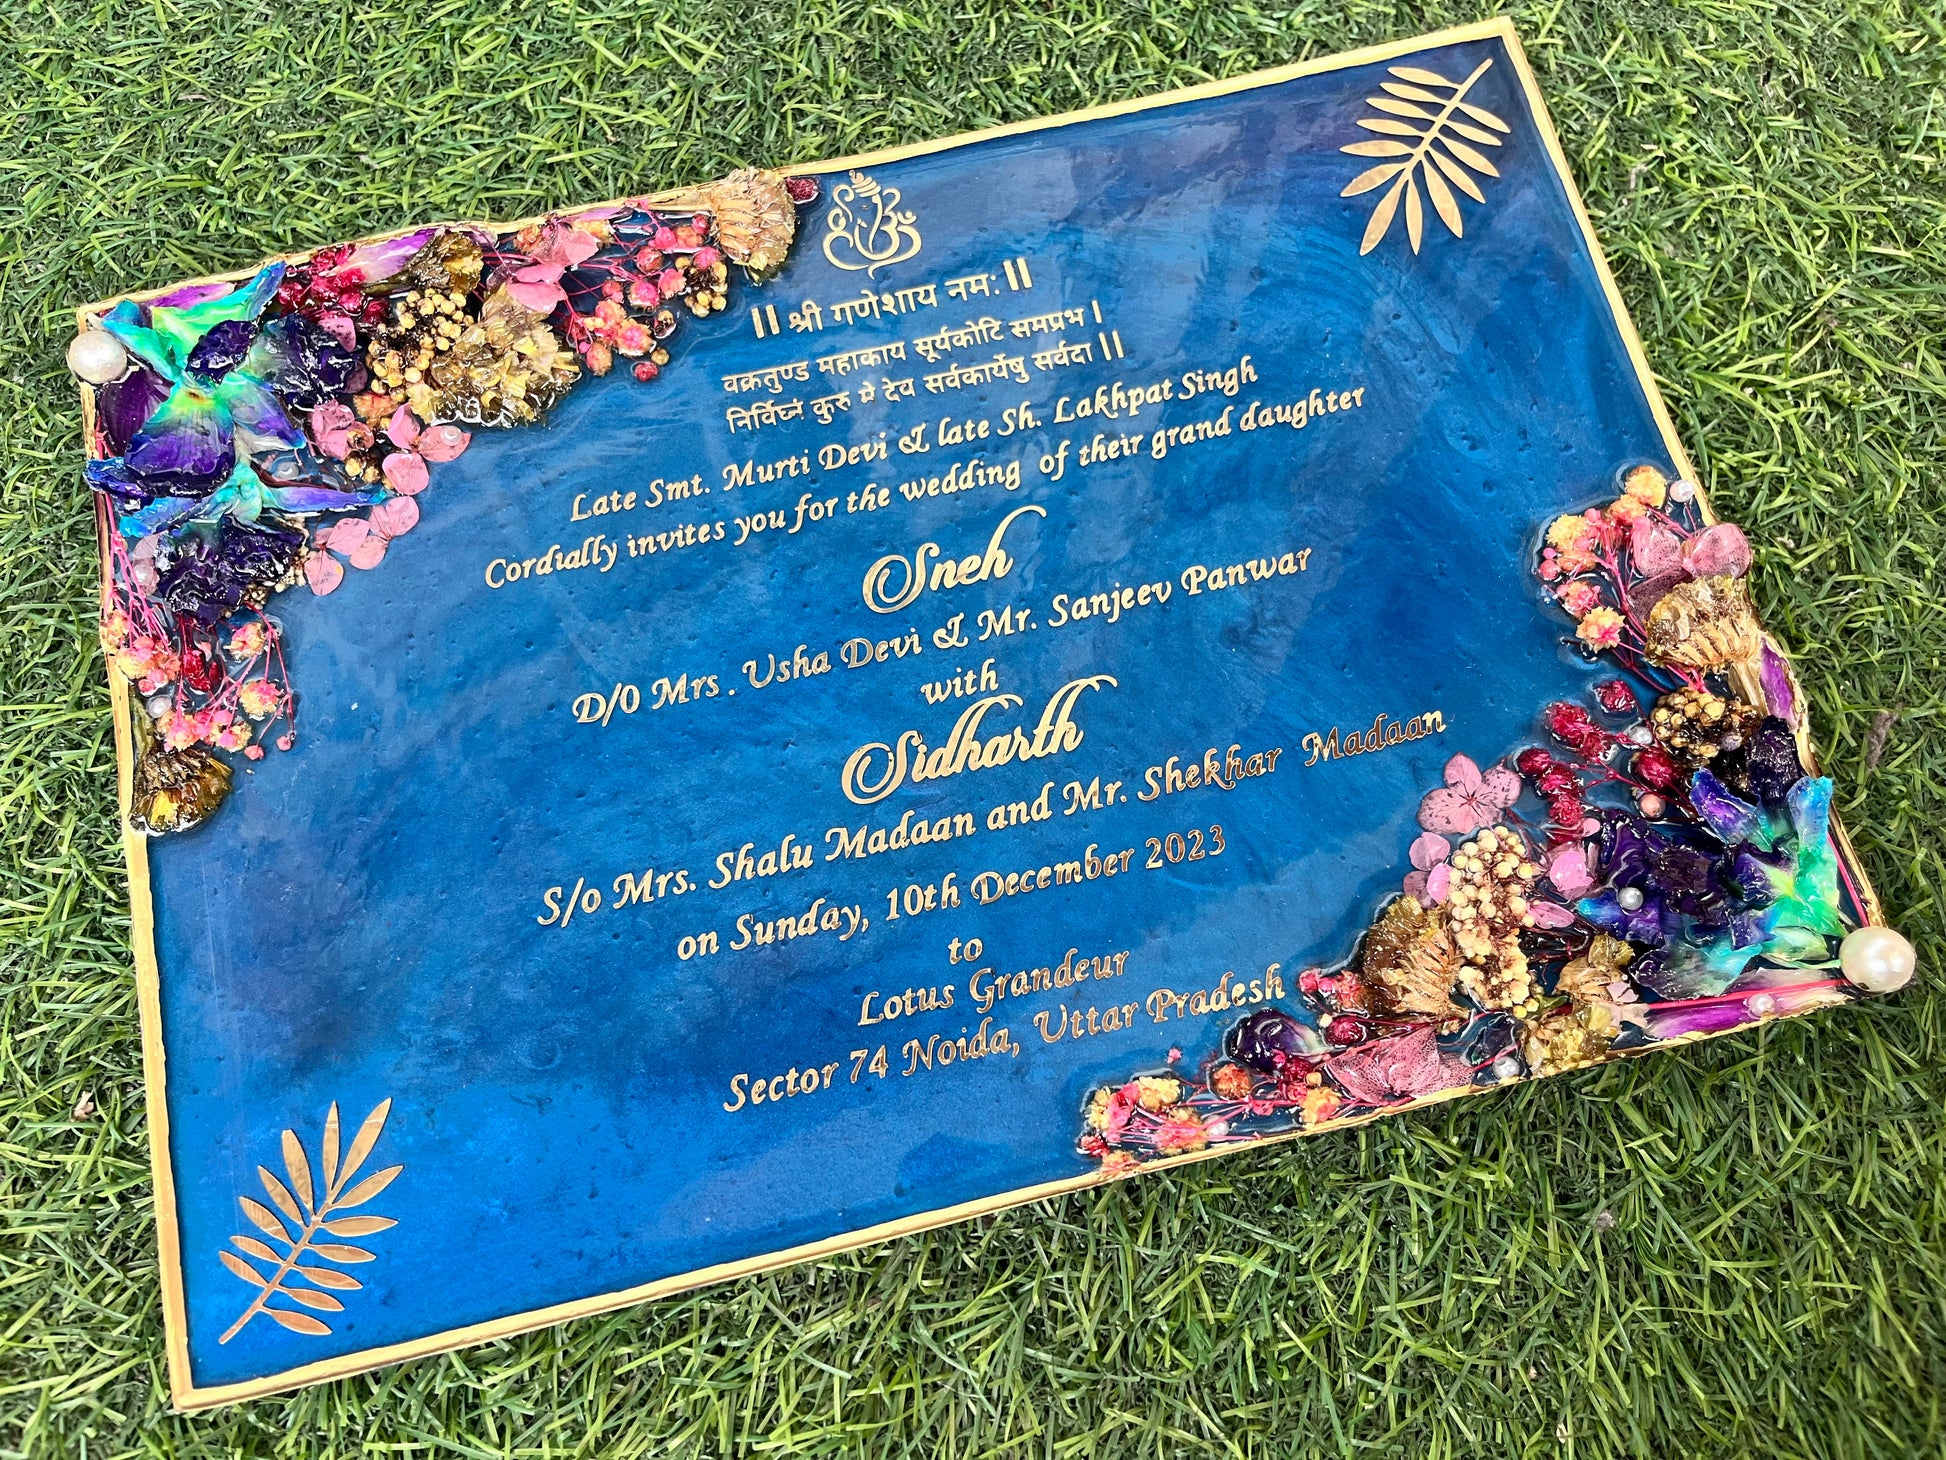 || श्री गणेशाय नमः ||
वक्रतुण्ड महाकाय सूर्यकोटि समप्रभ |
निर्विघ्नं कुरु मे देव सर्वकार्येषु सर्वदा ||
Late Smt. Murti Devi & late Sh. Lakhpat Singh
Cordially invites you for the wedding of their grand daughter
Sneh
D/O Mrs. Usha Devi & Mr. Sanjeev Panwar
with
Sidharth
S/o Mrs. Shalu Madaan and Mr. Shekhar Madaan
on Sunday, 10th December 2023
to
Lotus Grandeur
Sector 74 Noida, Uttar Pradesh